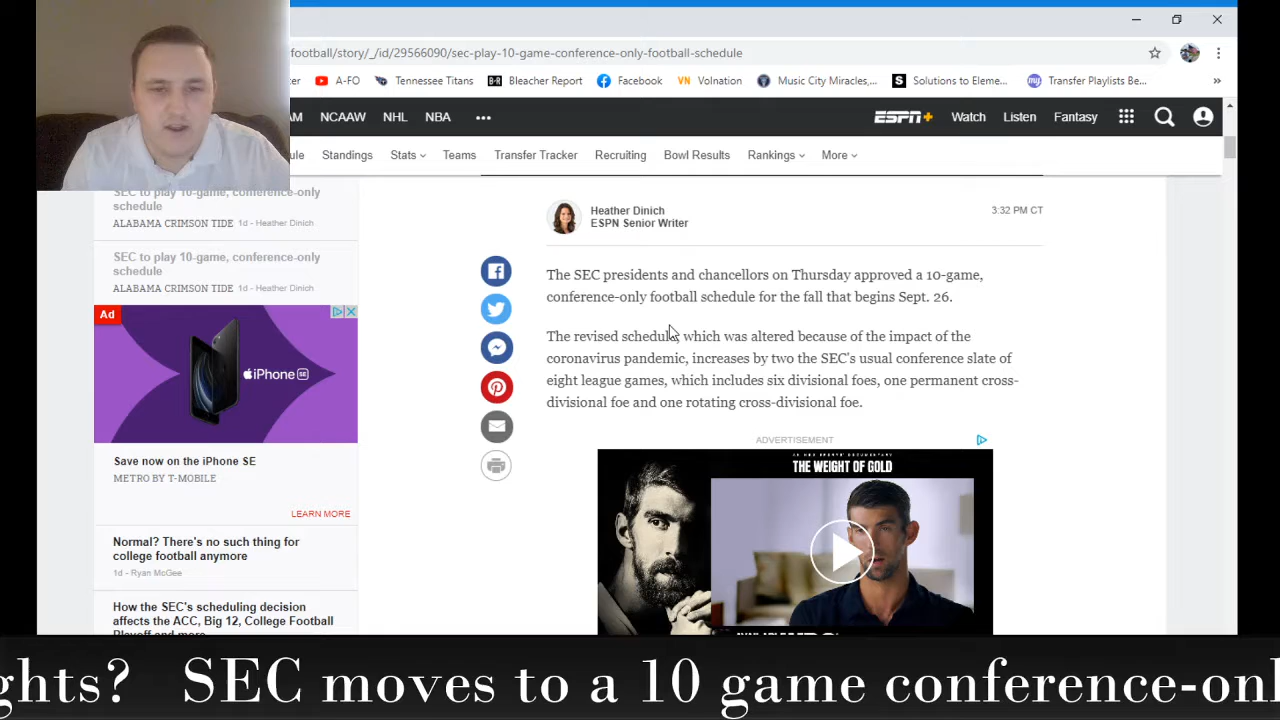 football/story/_/id/29566090/sec-play-10-game-conference-only-football-schedule
A-FO
Tennessee Titans
B R
Bleacher Report
Facebook
VN
Volnation
Music City Miracles,...
S
Solutions to Eleme...
my
Transfer Playlists Be...
»
NCAAW
NHL
NBA
ESPN+
Watch
Listen
Fantasy
Standings
Stats
Teams
Transfer Tracker
Recruiting
Bowl Results
Rankings
More
SEC to play 10-game, conference-only
schedule
ALABAMA CRIMSON TIDE 1d - Heather Dinich
SEC to play 10-game, conference-only
schedule
ALABAMA CRIMSON TIDE 1d - Heather Dinich
Ad
iPhone SE
Save now on the iPhone SE
METRO BY T-MOBILE
LEARN MORE
Normal? There's no such thing for
college football anymore
1d - Ryan McGee
How the SEC's scheduling decision
affects the ACC, Big 12, College Football
Playoff and more
Heather Dinich
ESPN Senior Writer
3:32 PM CT
The SEC presidents and chancellors on Thursday approved a 10-game,
conference-only football schedule for the fall that begins Sept. 26.
The revised schedule, which was altered because of the impact of the
coronavirus pandemic, increases by two the SEC's usual conference slate of
eight league games, which includes six divisional foes, one permanent cross-
divisional foe and one rotating cross-divisional foe.
ADVERTISEMENT
THE WEIGHT OF GOLD
ghts? SEC moves to a 10 game conference-onl